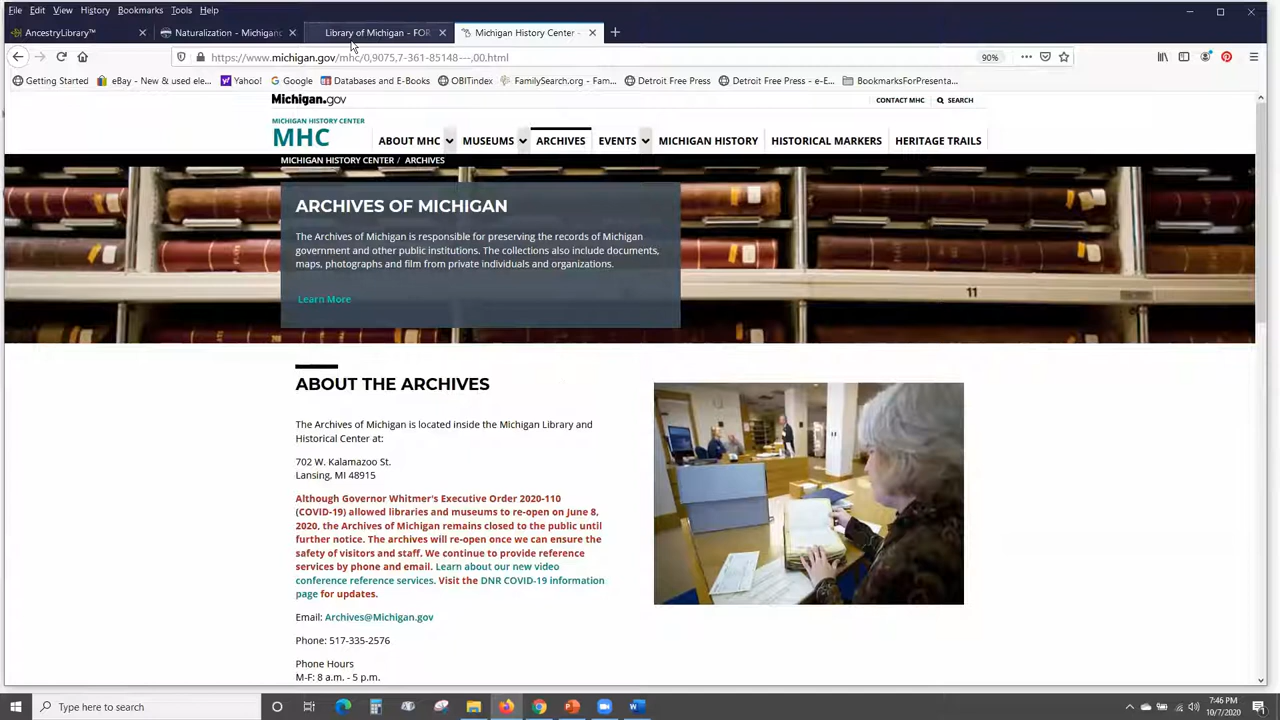 File Edit View History Bookmarks Tools Help
AncestryLibrary™ Naturalization - Michigan Library of Michigan - FOR Michigan History Center -
https://www.michigan.gov/mhc/0,9075,7-361-85148---,00.html 90%
Getting Started eBay - New & used ele... Yahoo! Google Databases and E-Books OBITindex FamilySearch.org - Fam... Detroit Free Press Detroit Free Press - e-E... BookmarksForPresenta...
Michigan.gov CONTACT MHC SEARCH
MICHIGAN HISTORY CENTER
MHC ABOUT MHC MUSEUMS ARCHIVES EVENTS MICHIGAN HISTORY HISTORICAL MARKERS HERITAGE TRAILS
MICHIGAN HISTORY CENTER / ARCHIVES
ARCHIVES OF MICHIGAN
The Archives of Michigan is responsible for preserving the records of Michigan
government and other public institutions. The collections also include documents,
maps, photographs and film from private individuals and organizations.
Learn More
11
ABOUT THE ARCHIVES
The Archives of Michigan is located inside the Michigan Library and
Historical Center at:
702 W. Kalamazoo St.
Lansing, MI 48915
Although Governor Whitmer's Executive Order 2020-110
(COVID-19) allowed libraries and museums to re-open on June 8,
2020, the Archives of Michigan remains closed to the public until
further notice. The archives will re-open once we can ensure the
safety of visitors and staff. We continue to provide reference
services by phone and email. Learn about our new video
conference reference services. Visit the DNR COVID-19 information
page for updates.
Email: Archives@Michigan.gov
Phone: 517-335-2576
Phone Hours
M-F: 8 a.m. - 5 p.m.
Type here to search
7:46 PM
10/7/2020